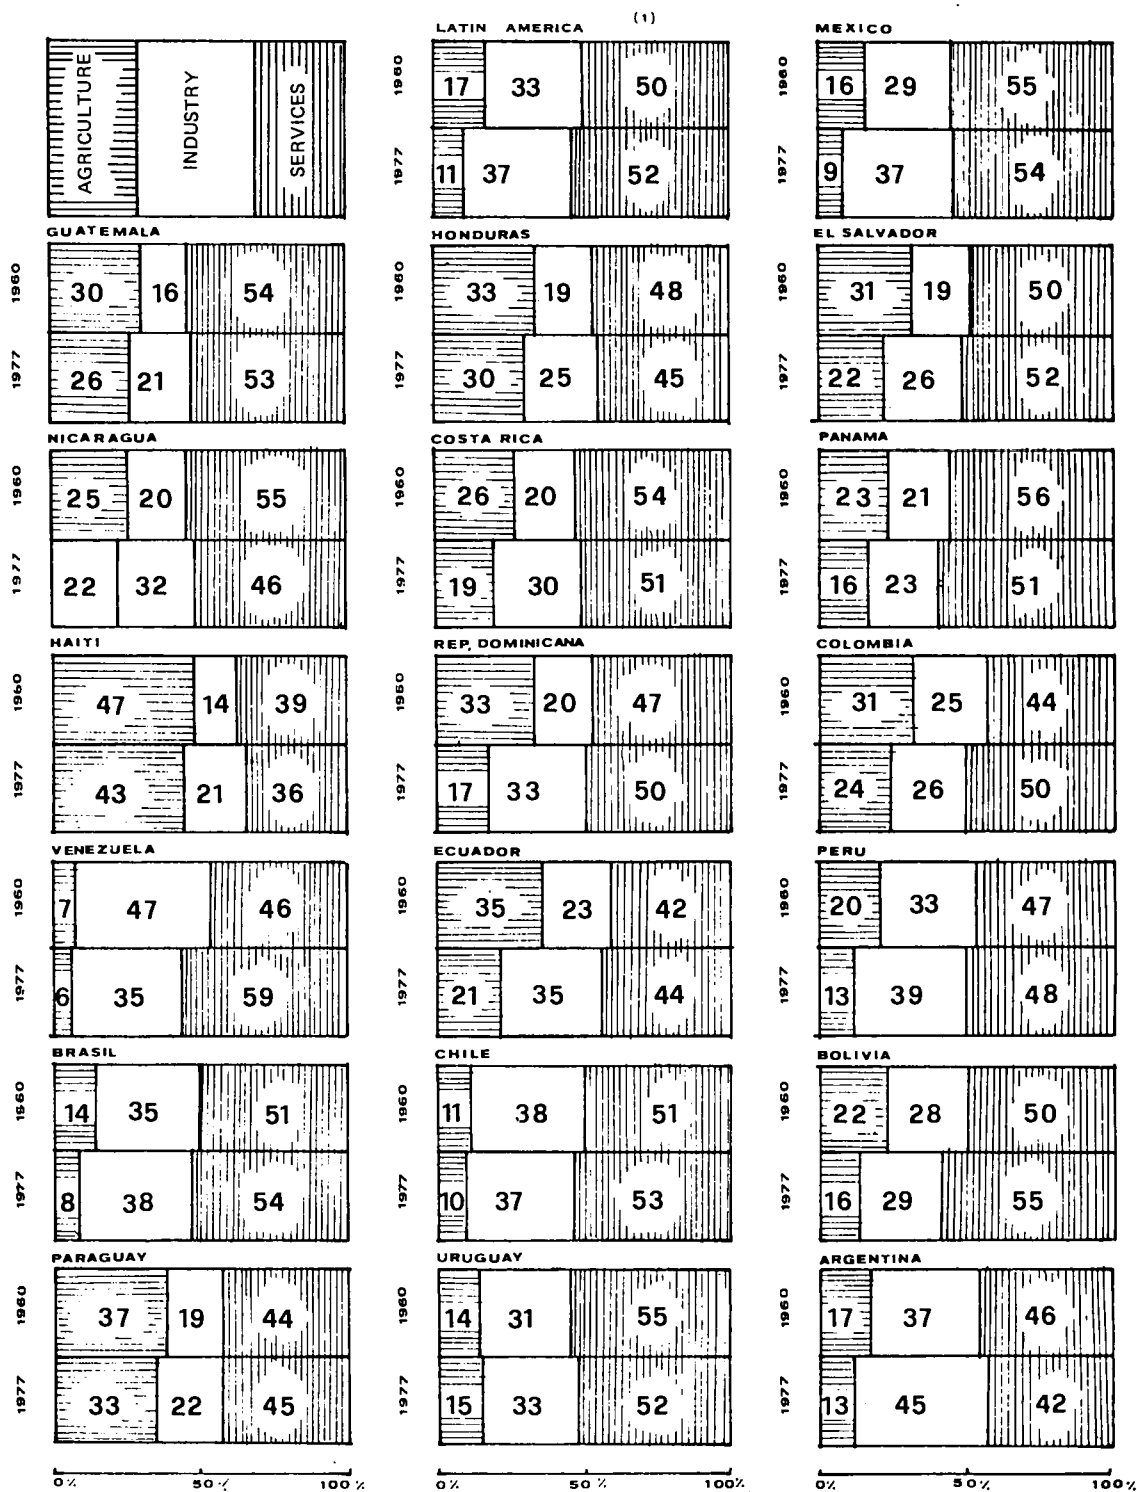 (1)
AGRICULTURE INDUSTRY SERVICES
LATIN AMERICA
1960 17 33 50
1977 11 37 52
MEXICO
1960 16 29 55
1977 9 37 54
GUATEMALA
1960 30 16 54
1977 26 21 53
HONDURAS
1960 33 19 48
1977 30 25 45
EL SALVADOR
1960 31 19 50
1977 22 26 52
NICARAGUA
1960 25 20 55
1977 22 32 46
COSTA RICA
1960 26 20 54
1977 19 30 51
PANAMA
1960 23 21 56
1977 16 23 51
HAITI
1960 47 14 39
1977 43 21 36
REP. DOMINICANA
1960 33 20 47
1977 17 33 50
COLOMBIA
1960 31 25 44
1977 24 26 50
VENEZUELA
1960 7 47 46
1977 6 35 59
ECUADOR
1960 35 23 42
1977 21 35 44
PERU
1960 20 33 47
1977 13 39 48
BRASIL
1960 14 35 51
1977 8 38 54
CHILE
1960 11 38 51
1977 10 37 53
BOLIVIA
1960 22 28 50
1977 16 29 55
PARAGUAY
1960 37 19 44
1977 33 22 45
URUGUAY
1960 14 31 55
1977 15 33 52
ARGENTINA
1960 17 37 46
1977 13 45 42
0% 50% 100% 0% 50% 100% 0% 50% 100%